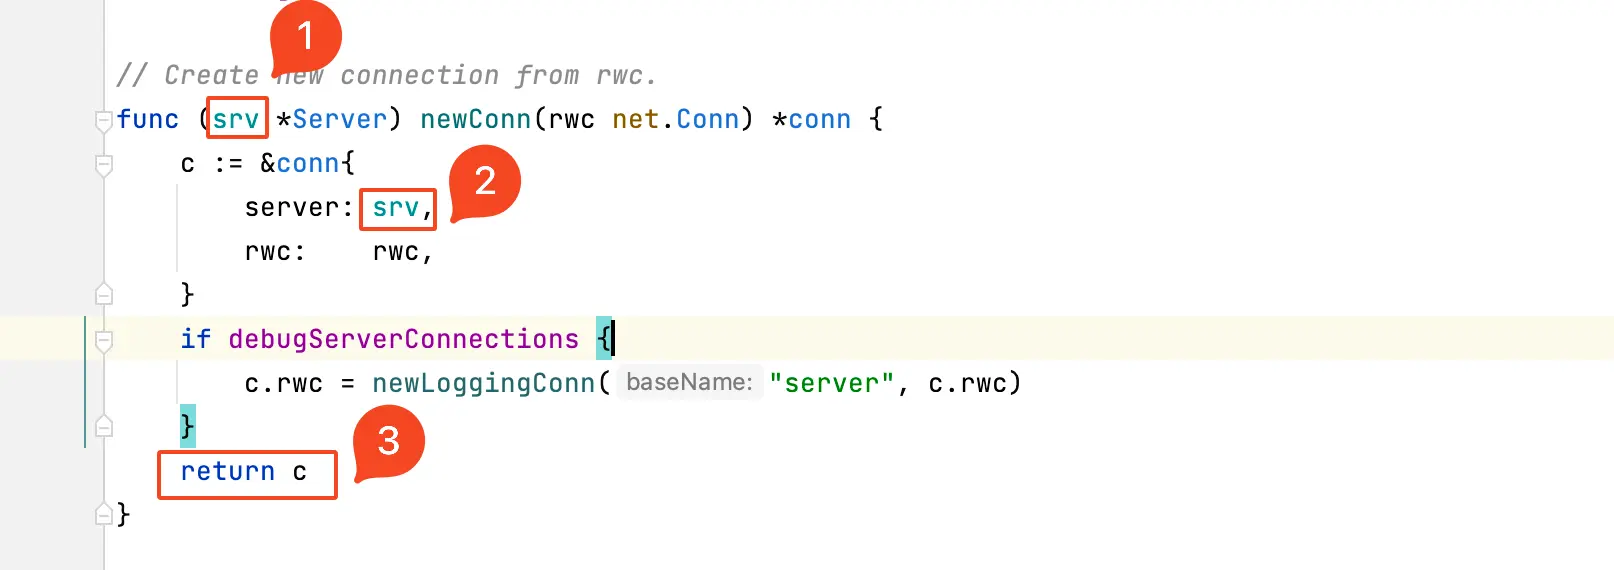 1
// Create new connection from rwc.
func (srv *Server) newConn(rwc net.Conn) *conn {
c := &conn{
2
server: srv,
rwc: rwc,
}
if debugServerConnections {
c.rwc = newLoggingConn( baseName: "server", c.rwc)
}
3
return c
}